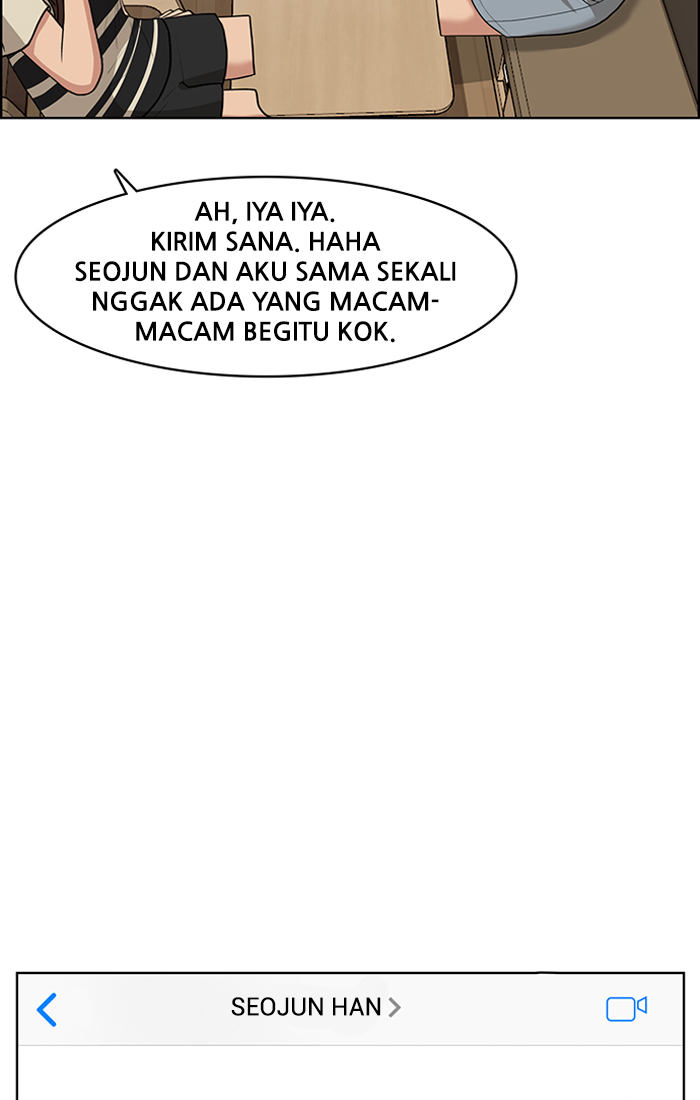 AH, IYA IYA.
KIRIM SANA. HAHA
SEOJUN DAN AKU SAMA SEKALI
NGGAK ADA YANG MACAM-
MACAM BEGITU KOK.
SEOJUN HAN